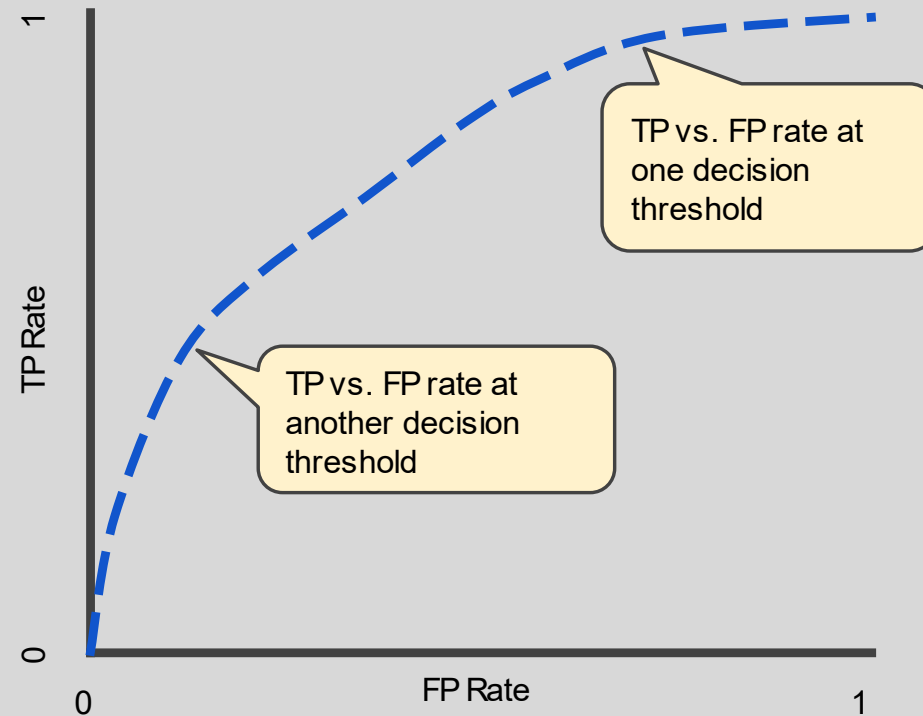 1
TP vs. FP rate at
one decision
threshold
TP Rate
TP vs. FP rate at
another decision
threshold
0
0
FP Rate
1